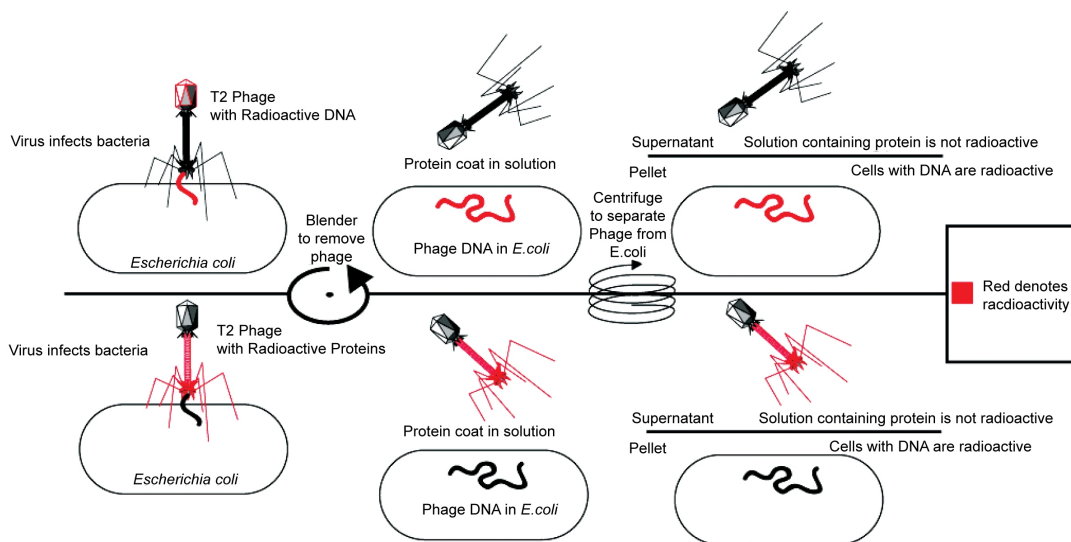 T2 Phage
with Radioactive DNA
Virus infects bacteria
Escherichia coli
Blender
to remove
phage
Protein coat in solution
Phage DNA in E.coli
Centrifuge
to separate
Phage from
E.coli
Supernatant
Solution containing protein is not radioactive
Pellet
Cells with DNA are radioactive
Red denotes
racdioactivity
T2 Phage
with Radioactive Proteins
Virus infects bacteria
Escherichia coli
Protein coat in solution
Phage DNA in E.coli
Supernatant
Solution containing protein is not radioactive
Pellet
Cells with DNA are radioactive